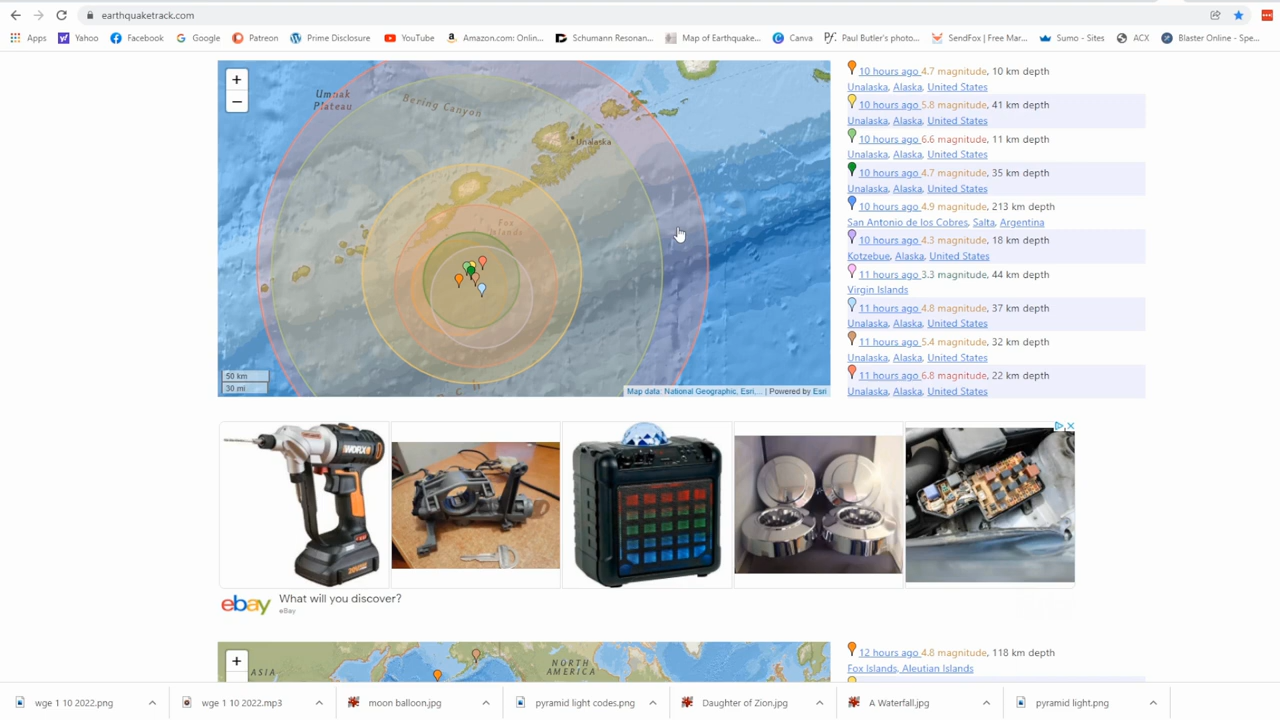 earthquaketrack.com
Apps Yahoo Facebook Google Patreon Prime Disclosure YouTube Amazon.com: Onlin... Schumann Resonan... Map of Earthquake... Canva Paul Butler's photo... SendFox | Free Mar... Sumo - Sites ACX Blaster Online - Spe...
+
−
Umnak
Plateau
Bering Canyon
Unalaska
Fox
Islands
50 km
30 mi
Map data: National Geographic, Esri,... | Powered by Esri
10 hours ago 4.7 magnitude, 10 km depth
Unalaska, Alaska, United States
10 hours ago 5.8 magnitude, 41 km depth
Unalaska, Alaska, United States
10 hours ago 6.6 magnitude, 11 km depth
Unalaska, Alaska, United States
10 hours ago 4.7 magnitude, 35 km depth
Unalaska, Alaska, United States
10 hours ago 4.9 magnitude, 213 km depth
San Antonio de los Cobres, Salta, Argentina
10 hours ago 4.3 magnitude, 18 km depth
Kotzebue, Alaska, United States
11 hours ago 3.3 magnitude, 44 km depth
Virgin Islands
11 hours ago 4.8 magnitude, 37 km depth
Unalaska, Alaska, United States
11 hours ago 5.4 magnitude, 32 km depth
Unalaska, Alaska, United States
11 hours ago 6.8 magnitude, 22 km depth
Unalaska, Alaska, United States
WORX
ebay
What will you discover?
eBay
+
ASIA
NORTH
AMERICA
12 hours ago 4.8 magnitude, 118 km depth
Fox Islands, Aleutian Islands
wge 1 10 2022.png wge 1 10 2022.mp3 moon balloon.jpg pyramid light codes.png Daughter of Zion.jpg A Waterfall.jpg pyramid light.png